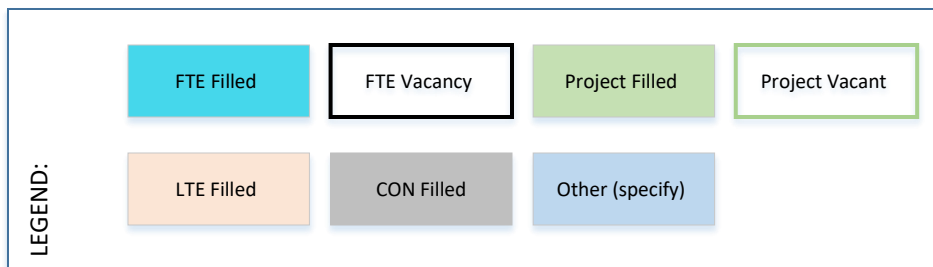 FTE Filled
FTE Vacancy
Project Filled
Project Vacant
LEGEND:
LTE Filled
CON Filled
Other (specify)